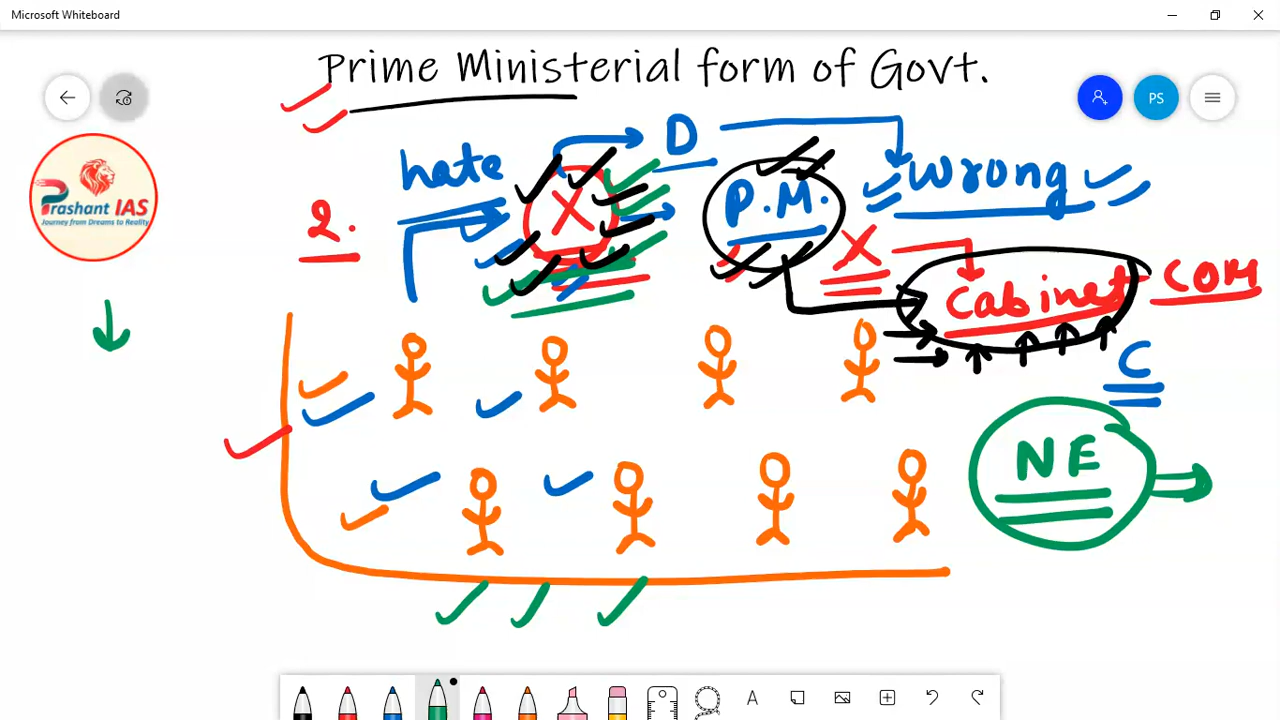 Microsoft Whiteboard
Prime Ministerial form of Govt.
PS
Prashant IAS
Journey from Dreams to Reality
hate
X
D
P.M.
Wrong
2.
X
Cabinet
COM
C
NE
A